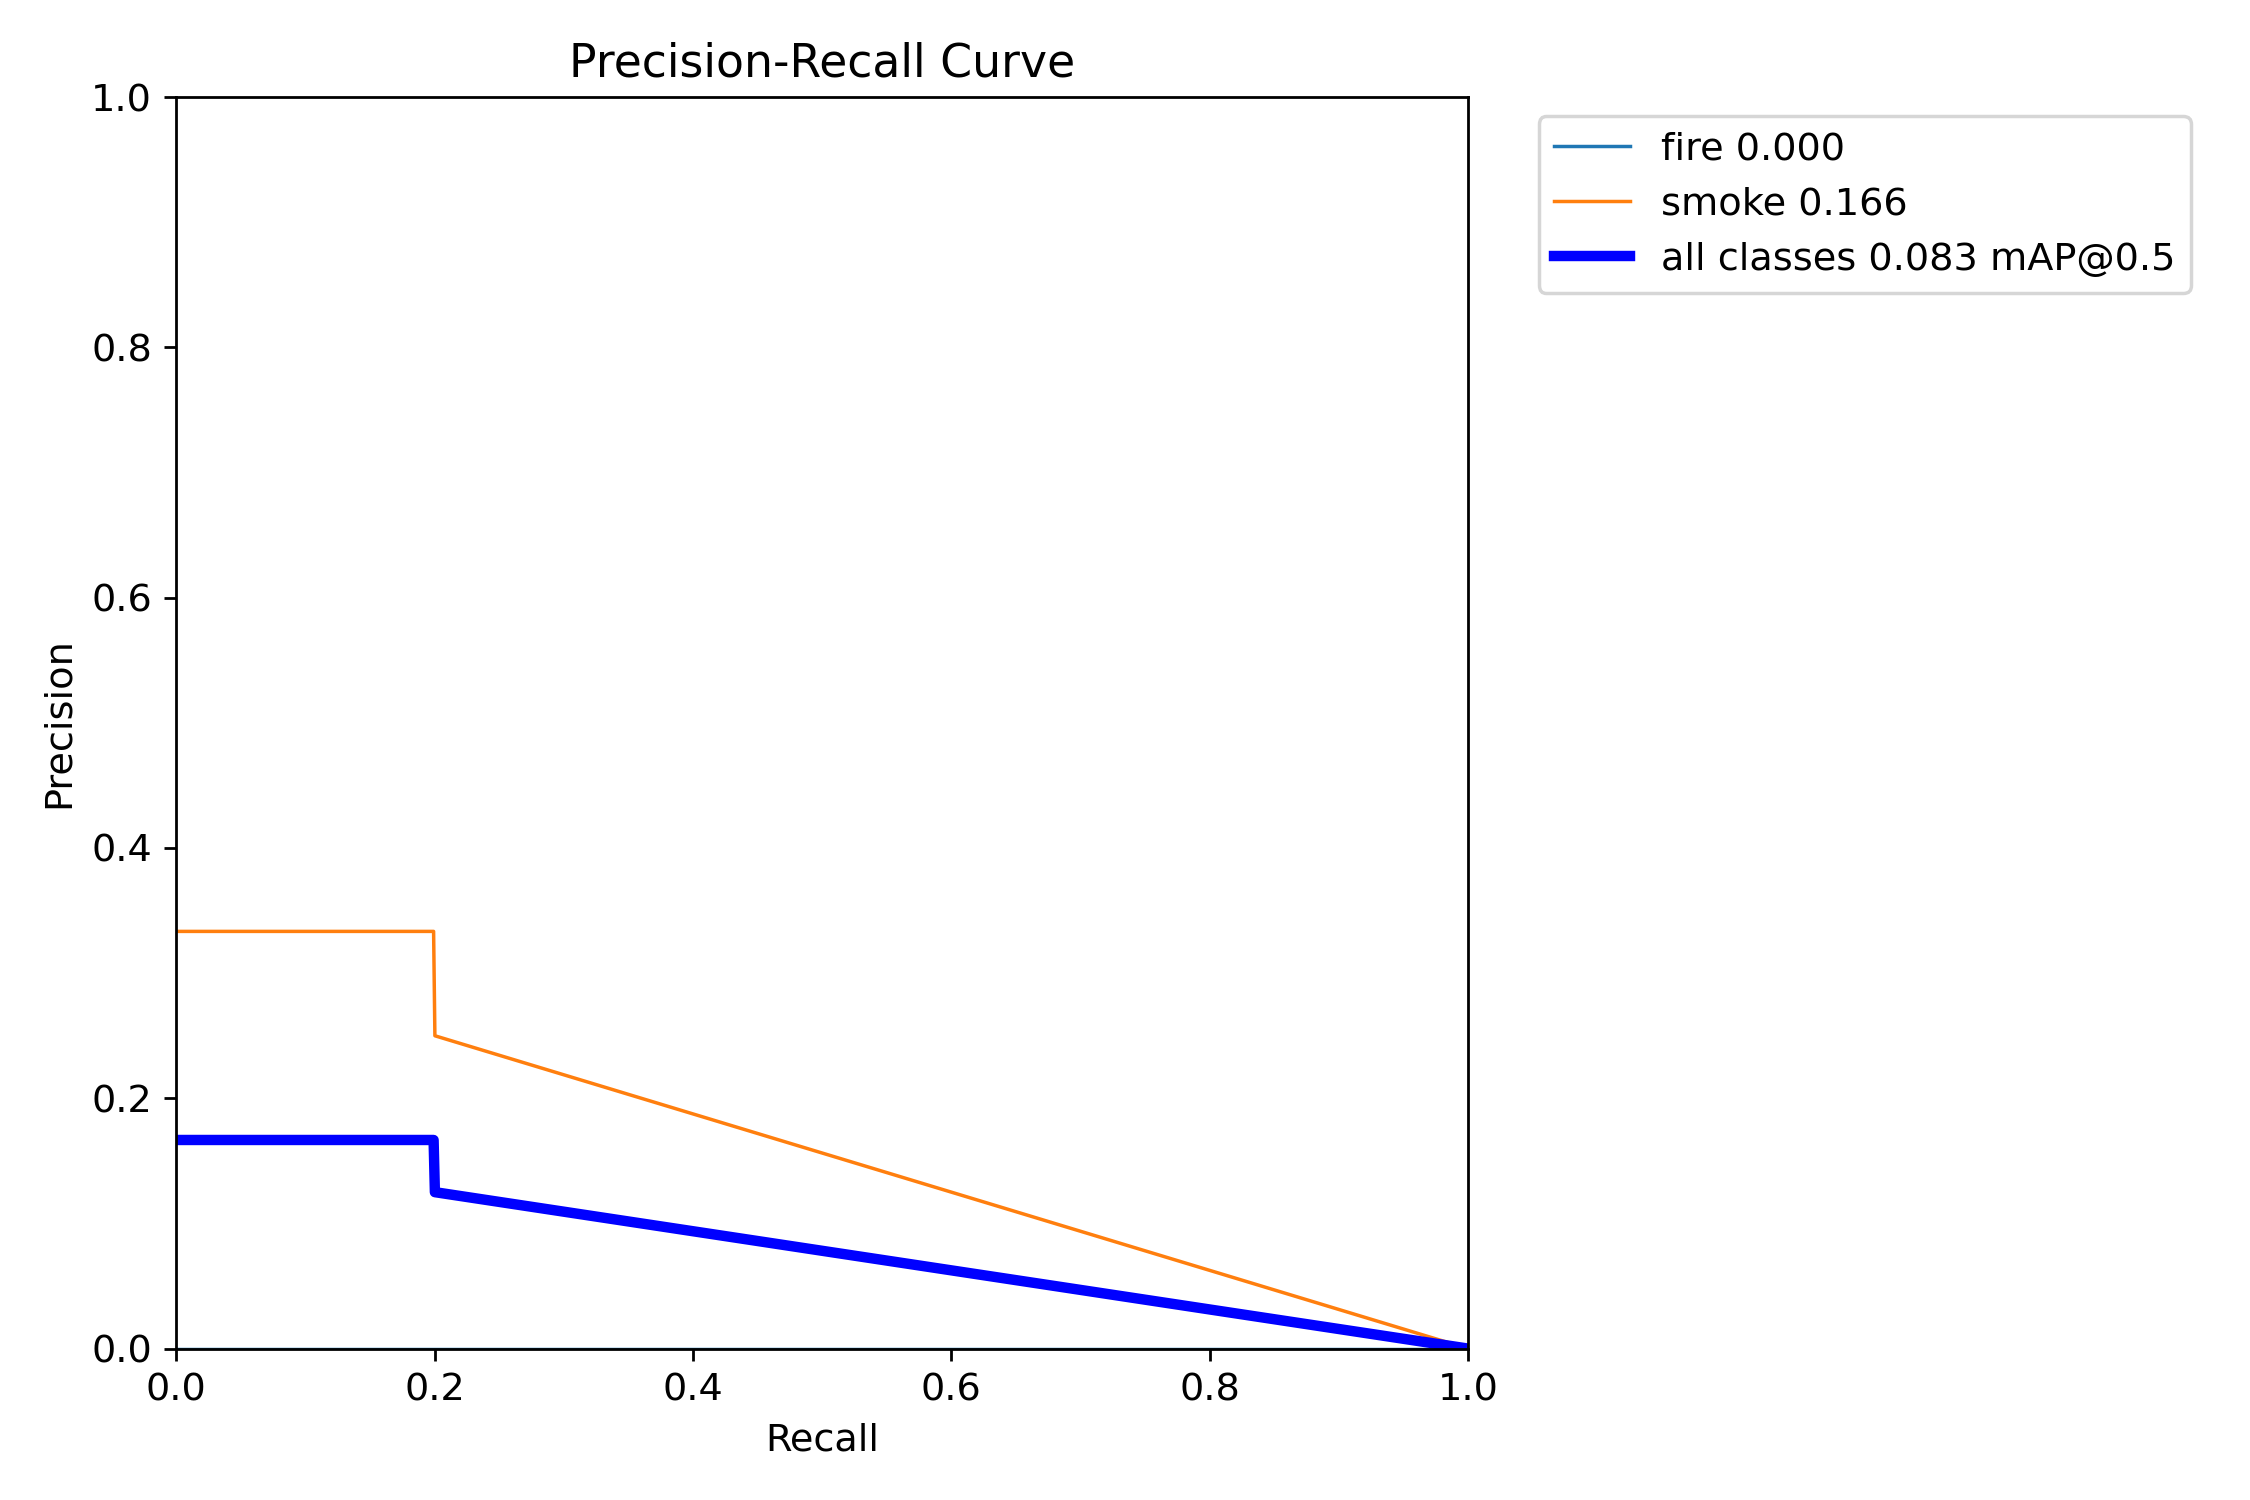 Precision-Recall Curve
1.0
0.8
0.6
0.4
0.2
0.0
Precision
0.0 0.2 0.4 0.6 0.8 1.0
Recall
fire 0.000
smoke 0.166
all classes 0.083 mAP@0.5